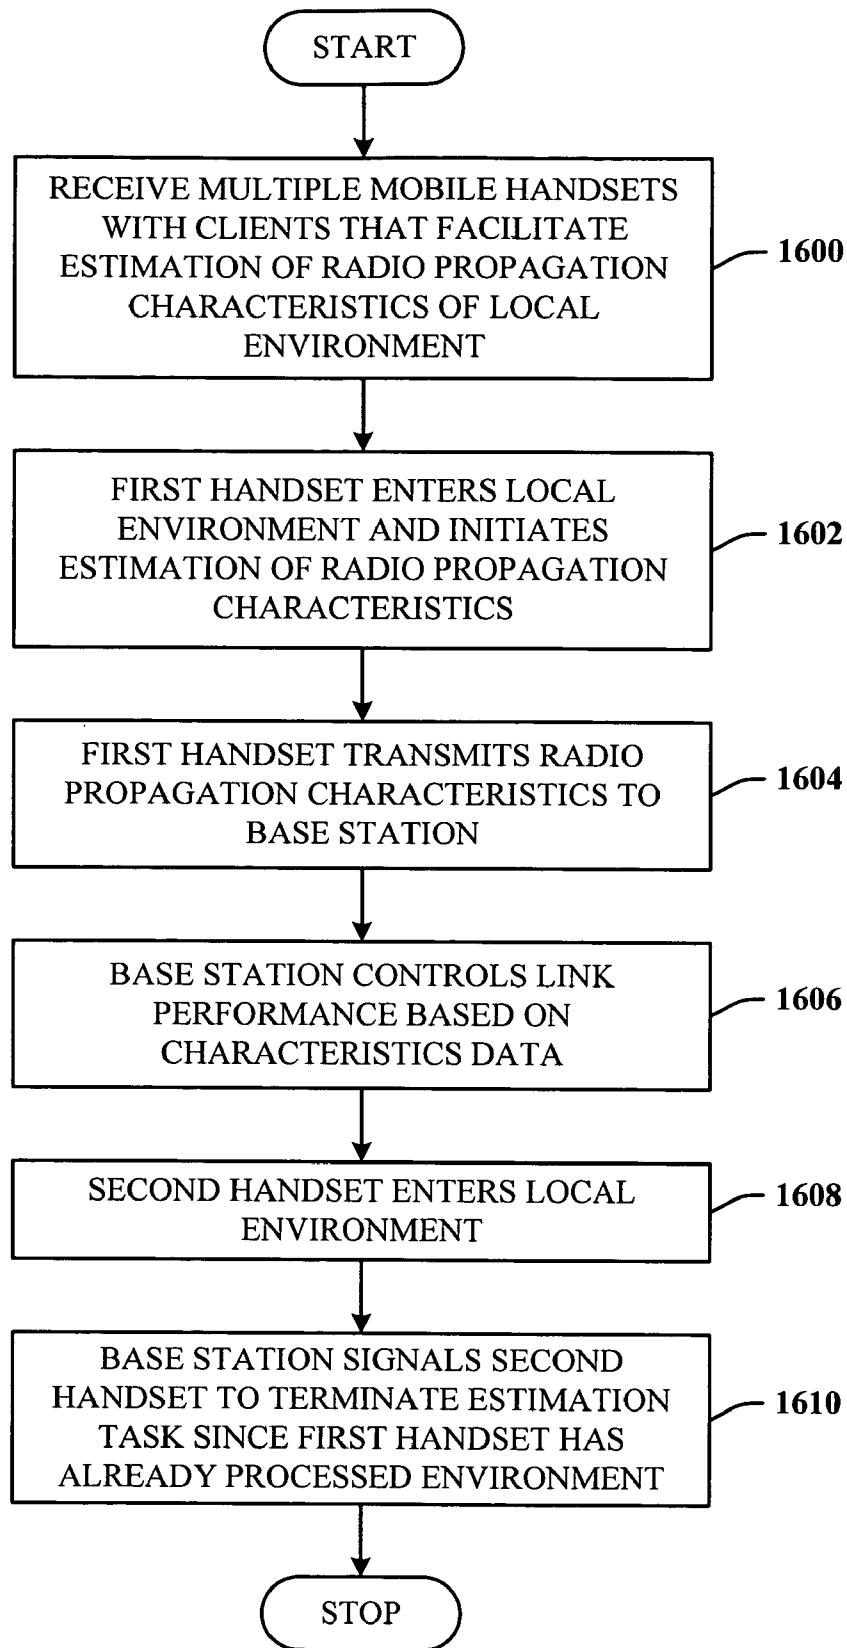 START
RECEIVE MULTIPLE MOBILE HANDSETS
WITH CLIENTS THAT FACILITATE
ESTIMATION OF RADIO PROPAGATION
CHARACTERISTICS OF LOCAL
ENVIRONMENT
1600
FIRST HANDSET ENTERS LOCAL
ENVIRONMENT AND INITIATES
ESTIMATION OF RADIO PROPAGATION
CHARACTERISTICS
1602
FIRST HANDSET TRANSMITS RADIO
PROPAGATION CHARACTERISTICS TO
BASE STATION
1604
BASE STATION CONTROLS LINK
PERFORMANCE BASED ON
CHARACTERISTICS DATA
1606
SECOND HANDSET ENTERS LOCAL
ENVIRONMENT
1608
BASE STATION SIGNALS SECOND
HANDSET TO TERMINATE ESTIMATION
TASK SINCE FIRST HANDSET HAS
ALREADY PROCESSED ENVIRONMENT
1610
STOP